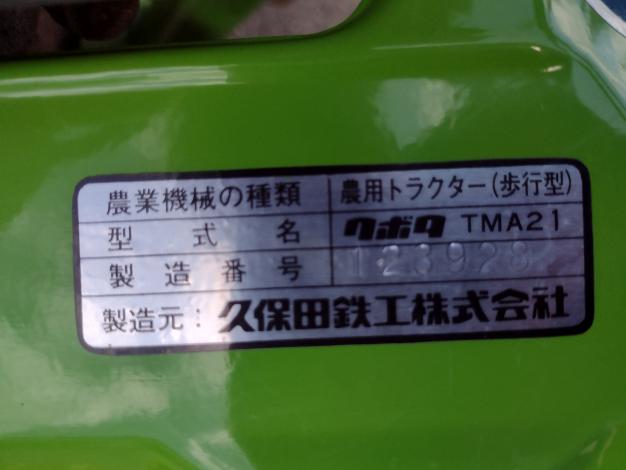 農業機械の種類 農用トラクター(歩行型)
型式名 クボタ TMA21
製造番号 123928
製造元: 久保田鉄工株式会社